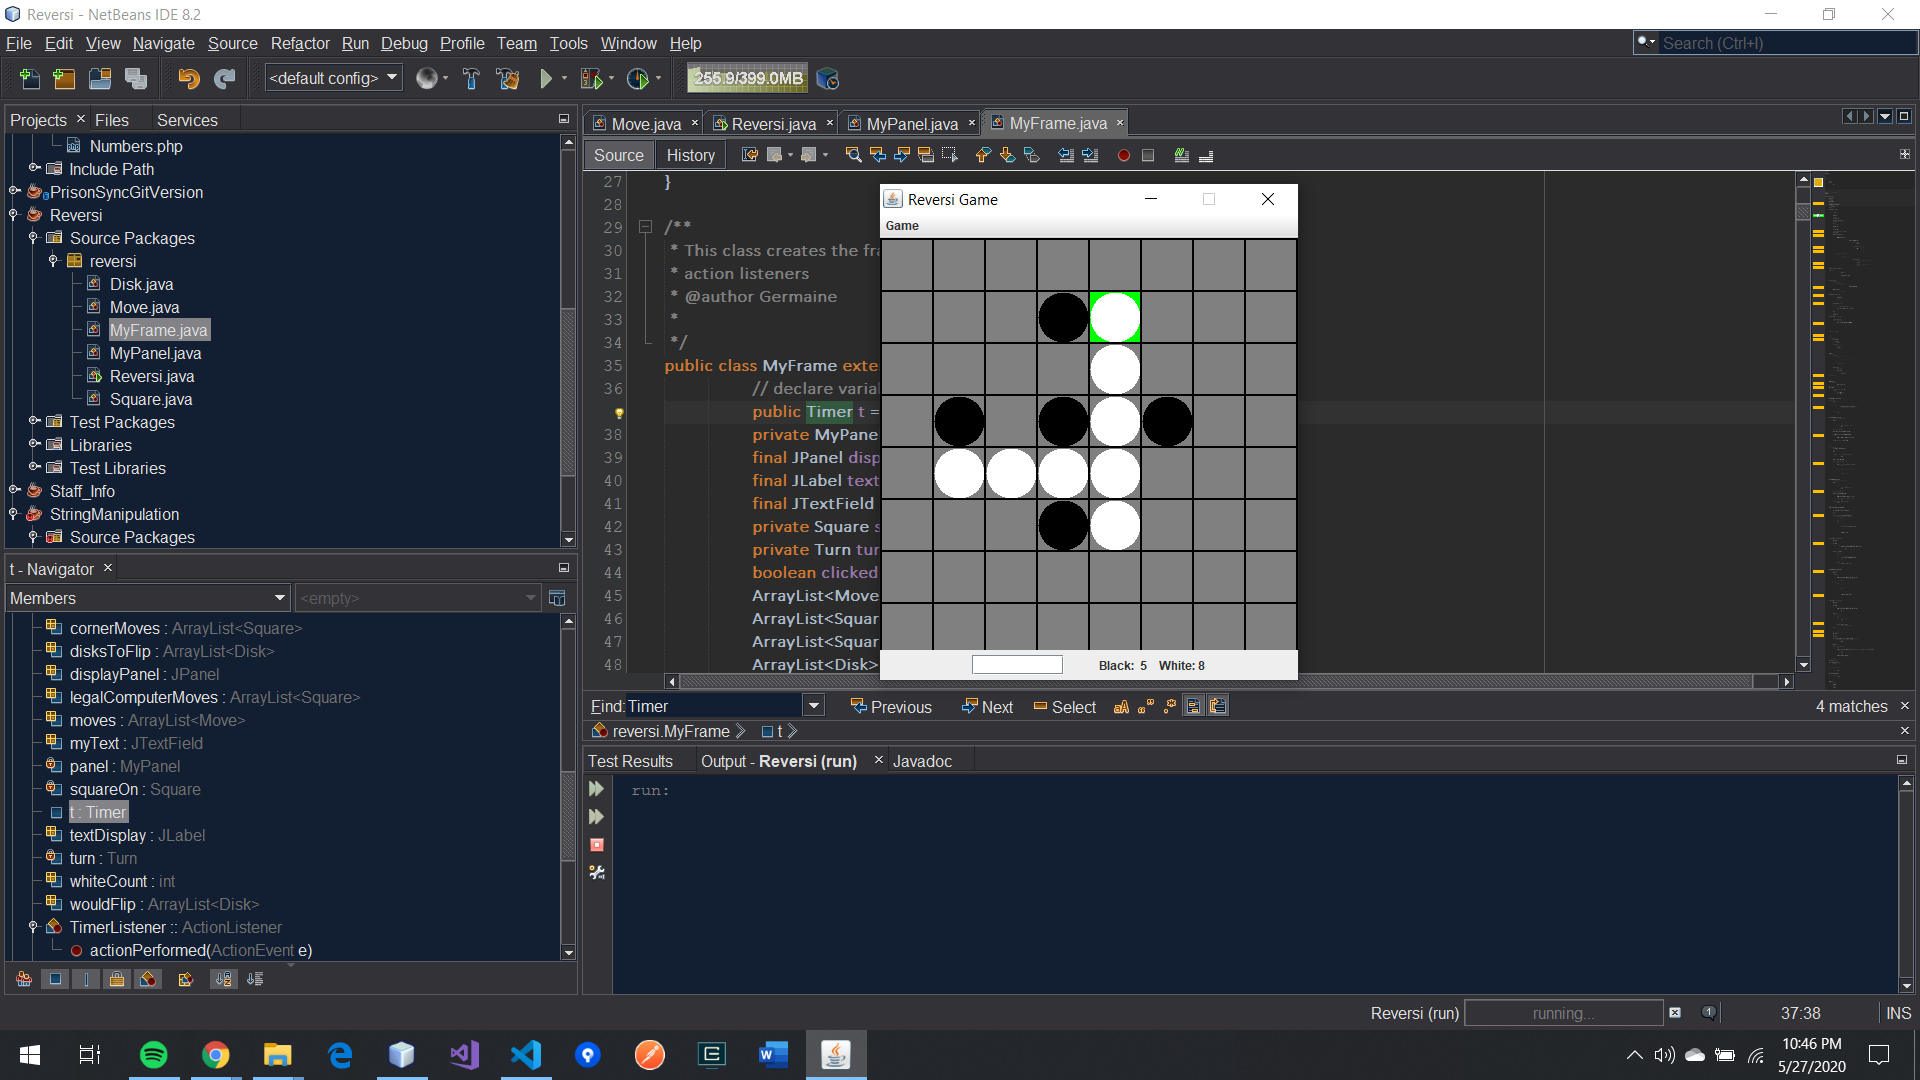 Reversi - NetBeans IDE 8.2
File Edit View Navigate Source Refactor Run Debug Profile Team Tools Window Help
Search (Ctrl+I)
<default config>
255.9/399.0MB
Projects Files Services
Numbers.php
Include Path
PrisonSyncGitVersion
Reversi
Source Packages
reversi
Disk.java
Move.java
MyFrame.java
MyPanel.java
Reversi.java
Square.java
Test Packages
Libraries
Test Libraries
Staff_Info
StringManipulation
Source Packages
t - Navigator
Members
<empty>
cornerMoves : ArrayList<Square>
disksToFlip : ArrayList<Disk>
displayPanel : JPanel
legalComputerMoves : ArrayList<Square>
moves : ArrayList<Move>
myText : JTextField
panel : MyPanel
squareOn : Square
t : Timer
textDisplay : JLabel
turn : Turn
whiteCount : int
wouldFlip : ArrayList<Disk>
TimerListener :: ActionListener
actionPerformed(ActionEvent e)
Move.java Reversi.java MyPanel.java MyFrame.java
Source History
27 }
28
29 /**
30 * This class creates the fra
31 * action listeners
32 * @author Germaine
33 *
34 */
35 public class MyFrame exte
36 // declare varial
public Timer t =
38 private MyPane
39 final JPanel disp
40 final JLabel text
41 final JTextField
42 private Square s
43 private Turn tur
44 boolean clicked
45 ArrayList<Move
46 ArrayList<Squar
47 ArrayList<Squar
48 ArrayList<Disk>
Reversi Game
Game
Black: 5 White: 8
Find: Timer
Previous Next Select
4 matches
reversi.MyFrame t
Test Results Output - Reversi (run) Javadoc
run:
Reversi (run) running... 1 37:38 INS
10:46 PM
5/27/2020